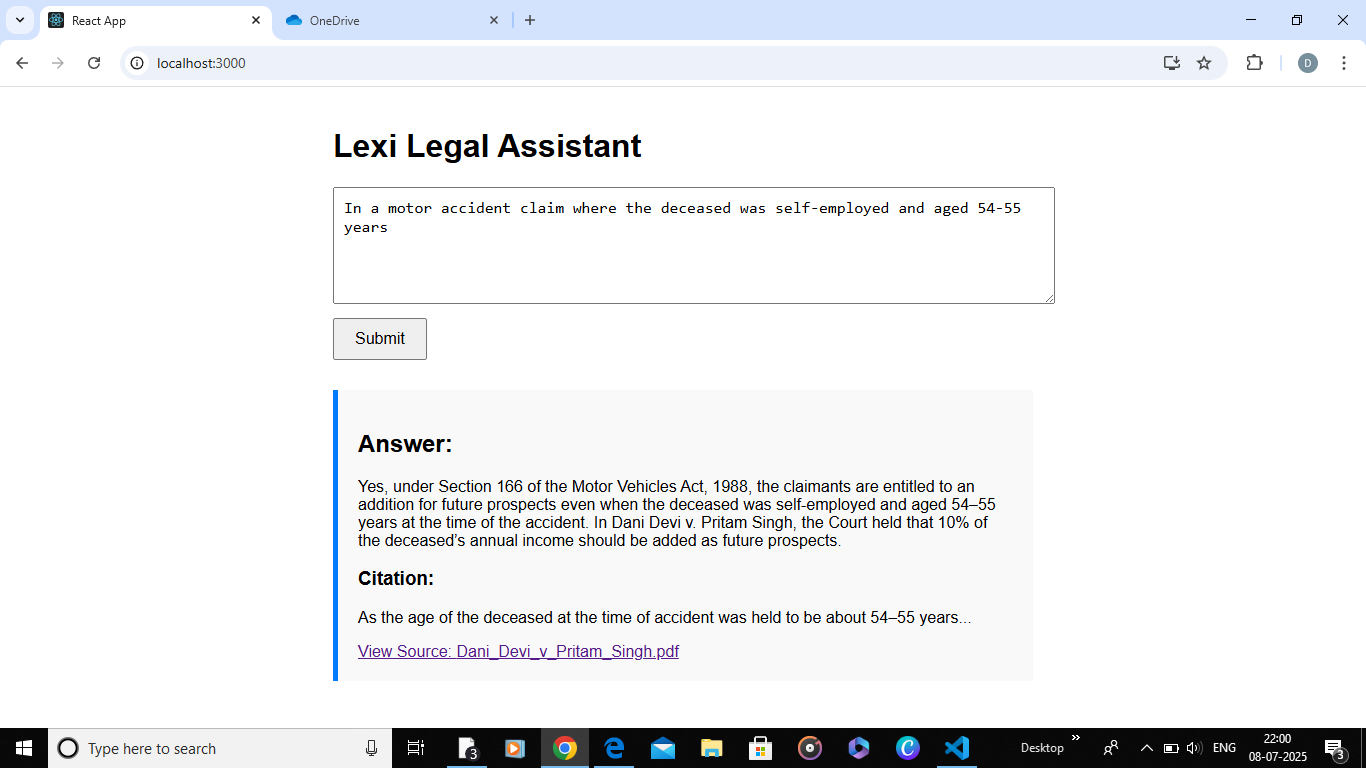 React App
OneDrive
localhost:3000
D
Lexi Legal Assistant
In a motor accident claim where the deceased was self-employed and aged 54-55
years
Submit
Answer:
Yes, under Section 166 of the Motor Vehicles Act, 1988, the claimants are entitled to an
addition for future prospects even when the deceased was self-employed and aged 54–55
years at the time of the accident. In Dani Devi v. Pritam Singh, the Court held that 10% of
the deceased’s annual income should be added as future prospects.
Citation:
As the age of the deceased at the time of accident was held to be about 54–55 years...
View Source: Dani_Devi_v_Pritam_Singh.pdf
Type here to search
3
Desktop
ENG
22:00
08-07-2025
3